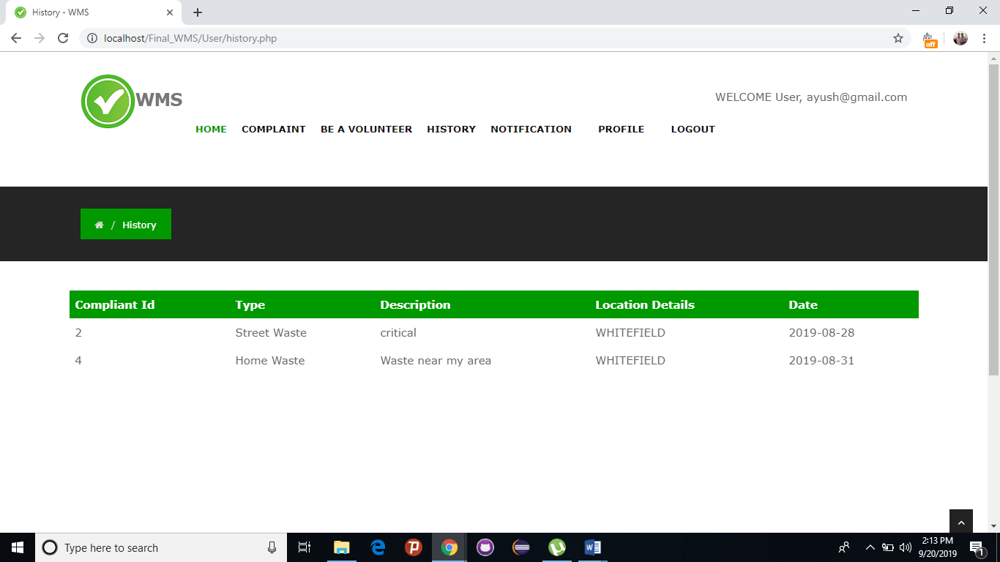 History - WMS
localhost/Final_WMS/User/history.php
off
WMS
WELCOME User, ayush@gmail.com
HOME COMPLAINT BE A VOLUNTEER HISTORY NOTIFICATION PROFILE LOGOUT
/ History
Compliant Id Type Description Location Details Date
2 Street Waste critical WHITEFIELD 2019-08-28
4 Home Waste Waste near my area WHITEFIELD 2019-08-31
Type here to search
2:13 PM
9/20/2019
1